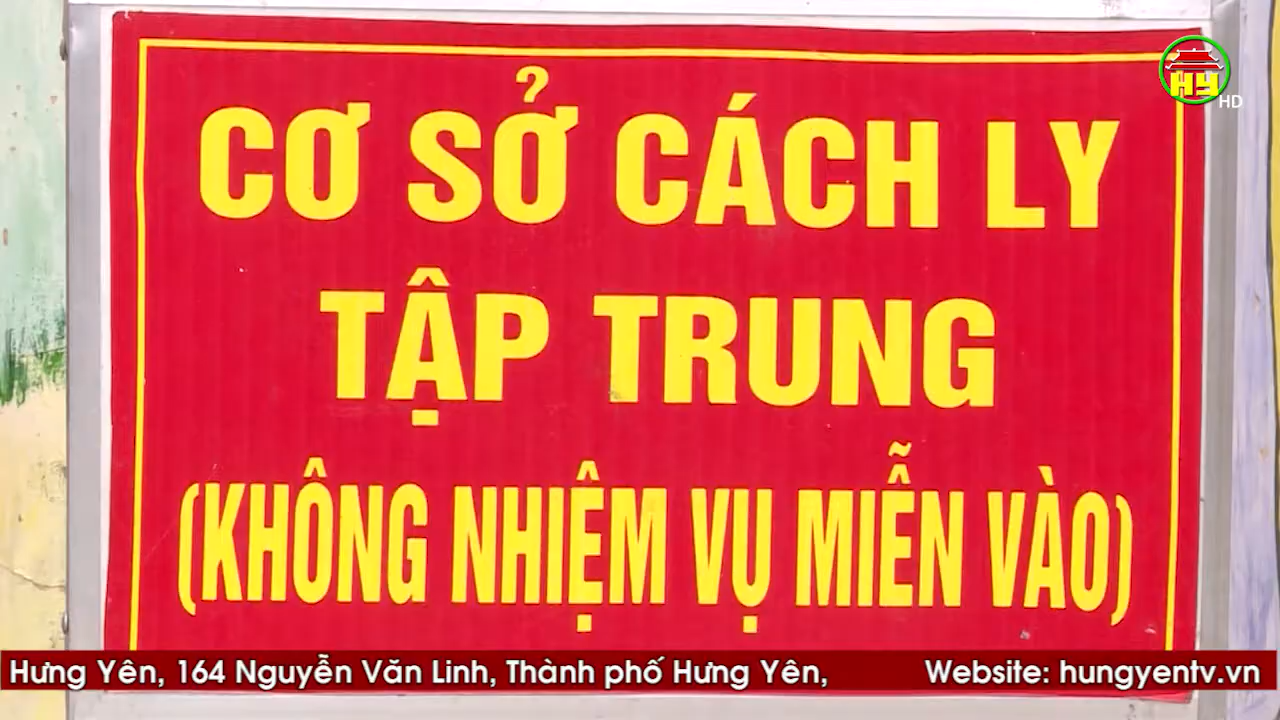 HY
HD
CƠ SỞ CÁCH LY
TẬP TRUNG
(KHÔNG NHIỆM VỤ MIỄN VÀO)
Hưng Yên, 164 Nguyễn Văn Linh, Thành phố Hưng Yên, Website: hungyentv.vn